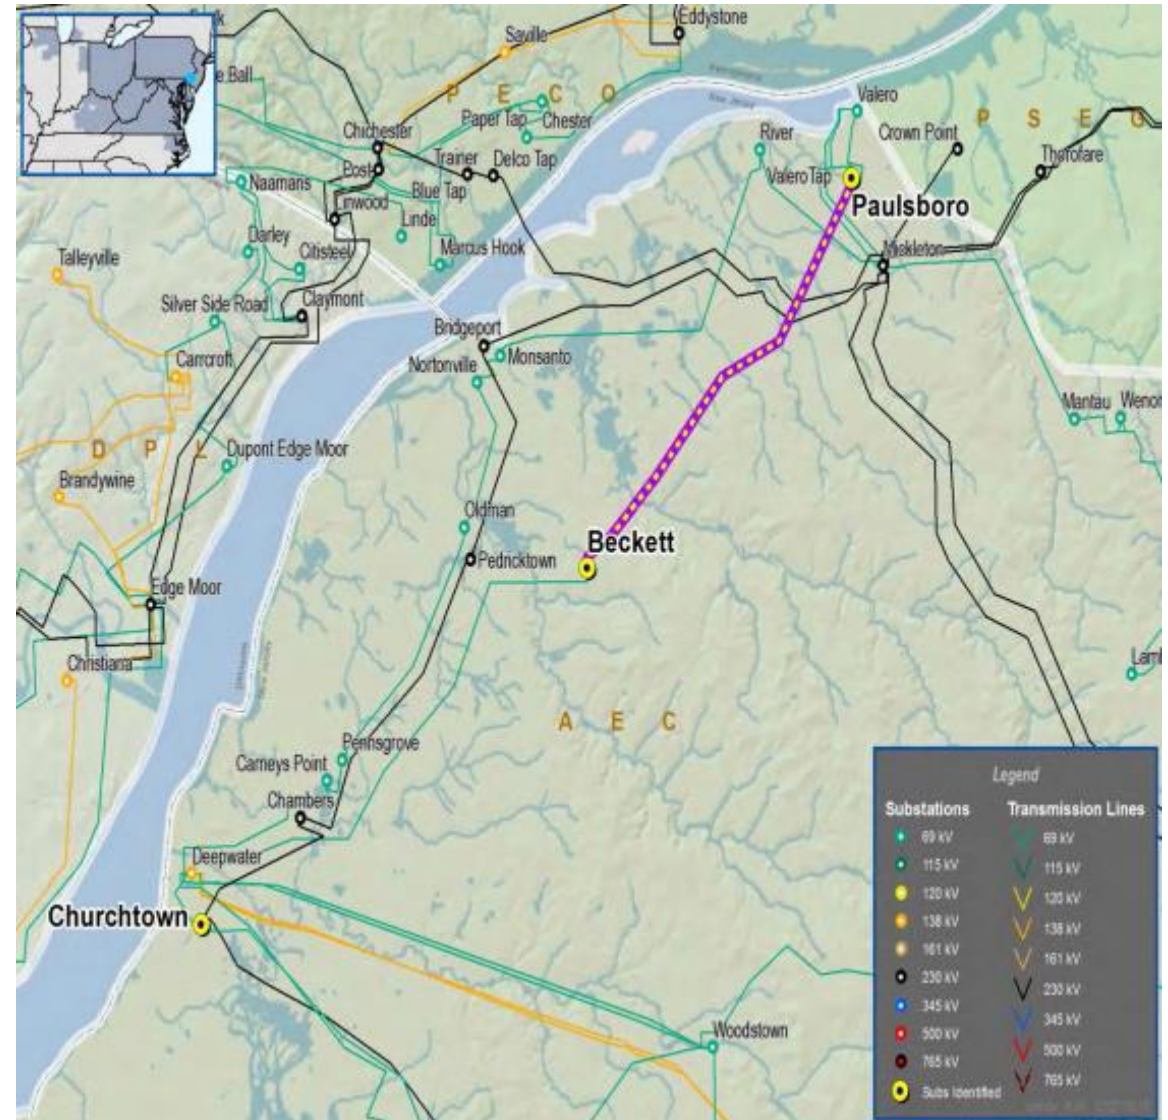 Eddystone
Saville
Ball
P E C O
Paper Tap
Chester
Valero
Chichester
River
Crown Point
P S E G
Post
Trainer
Delco Tap
Thorofare
Naamans
Blue Tap
Valero Tap
Linwood
Linde
Paulsboro
Darley
Citisteel
Marcus Hook
Mickleton
Talleyville
Silver Side Road
Claymont
Bridgeport
Monsanto
Carrcroft
Nortonville
Mantau
Wenon
D P L
Dupont Edge Moor
Brandywine
Oldman
Beckett
Pedricktown
Edge Moor
Christiana
Lamb
A E C
Pennsgrove
Carneys Point
Chambers
Deepwater
Churchtown
Woodstown
Legend
Substations Transmission Lines
69 kV 69 kV
115 kV 115 kV
120 kV 120 kV
138 kV 138 kV
161 kV 161 kV
230 kV 230 kV
345 kV 345 kV
500 kV 500 kV
765 kV 765 kV
Subs Identified